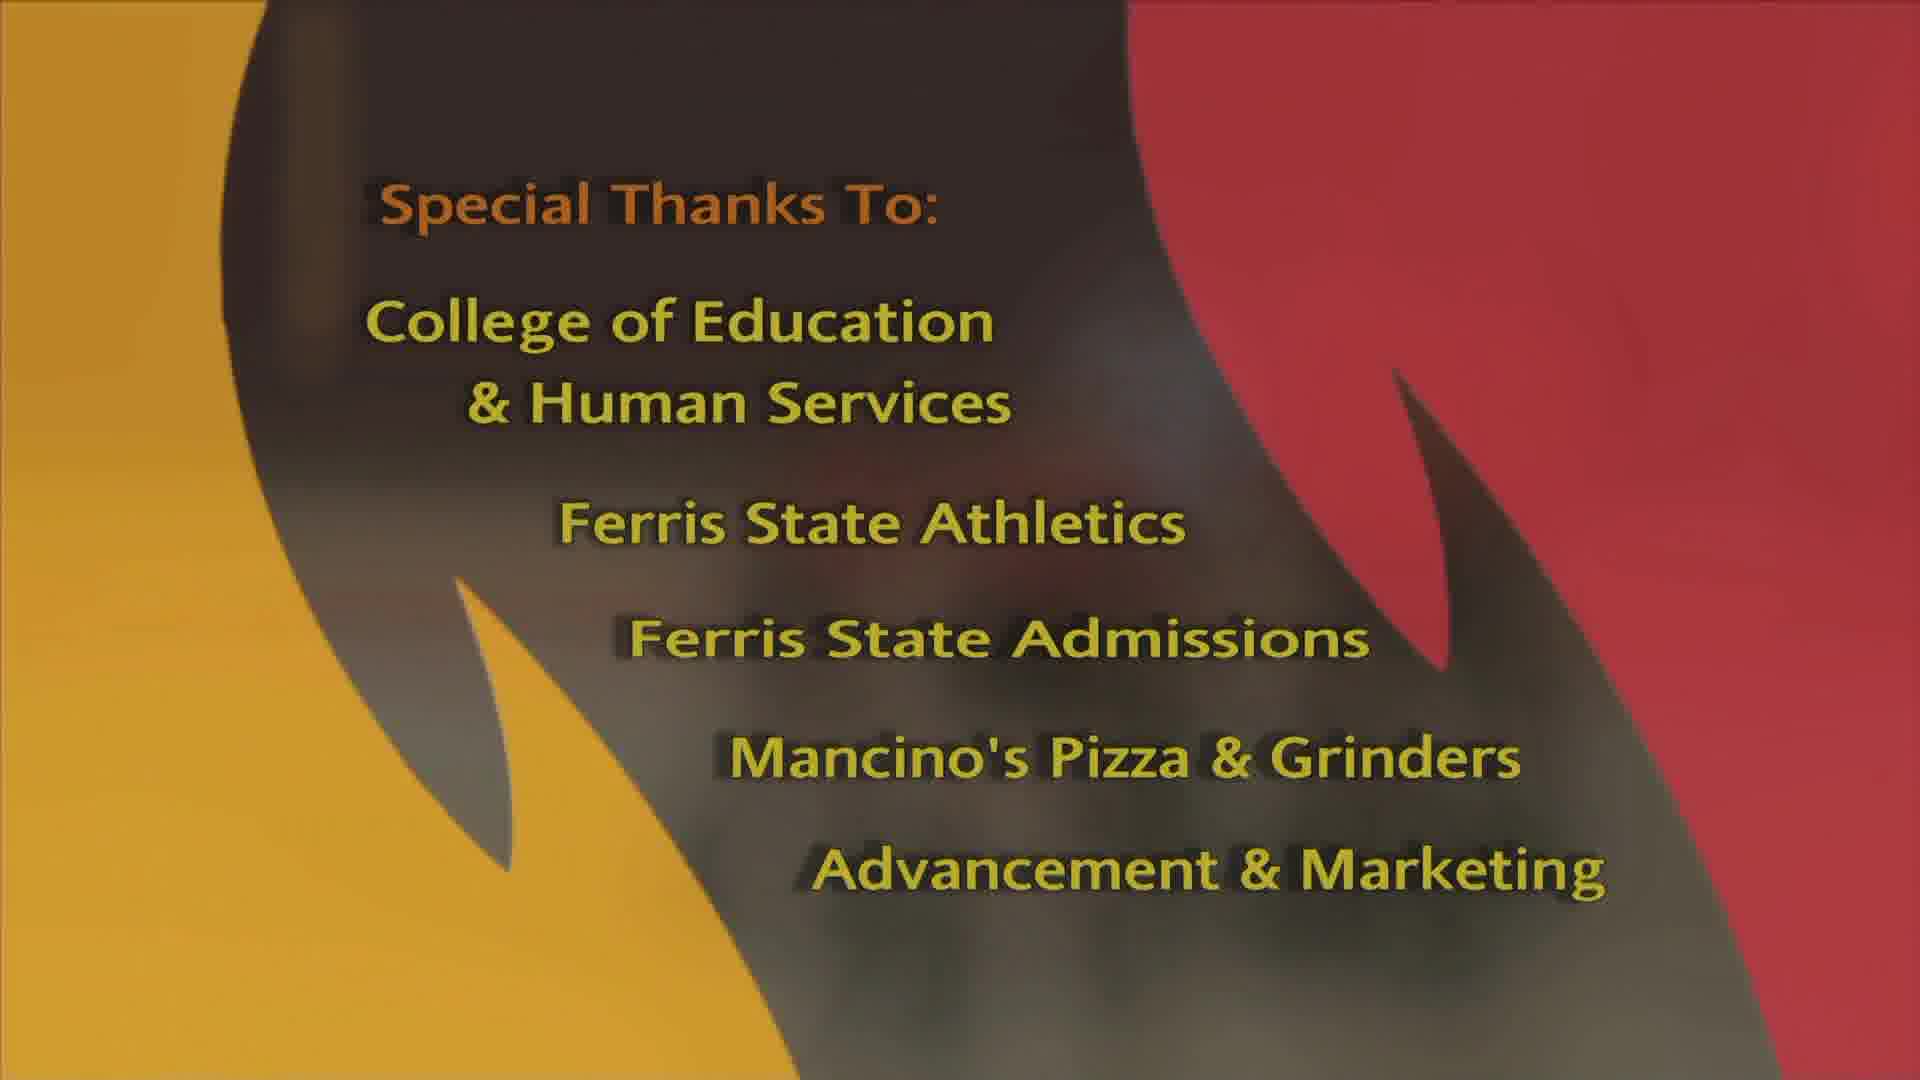 Special Thanks To:
College of Education
& Human Services
Ferris State Athletics
Ferris State Admissions
Mancino's Pizza & Grinders
Advancement & Marketing